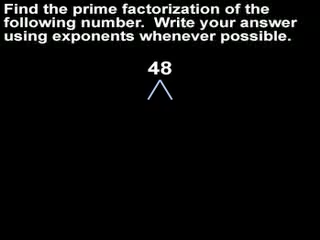 Find the prime factorization of the
following number.  Write your answer
using exponents whenever possible.
48